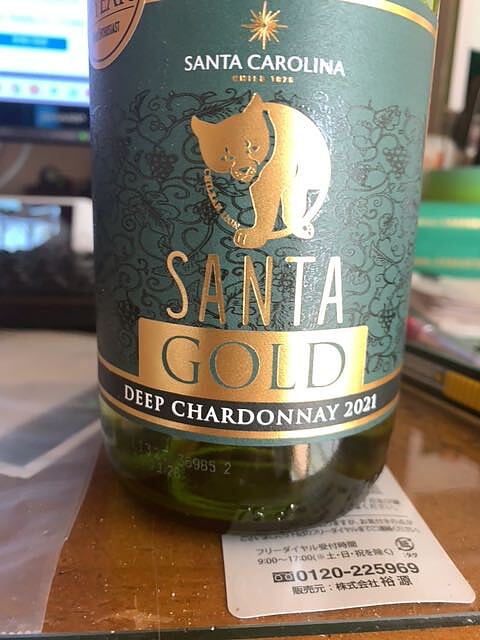 SANTA CAROLINA
CHILE 1875
SANTA
GOLD
DEEP CHARDONNAY 2021
36985 2
フリーダイヤル受付時間
9:00~17:00(※土・日・祝を除く)
0120-225969
販売元:株式会社 裕源